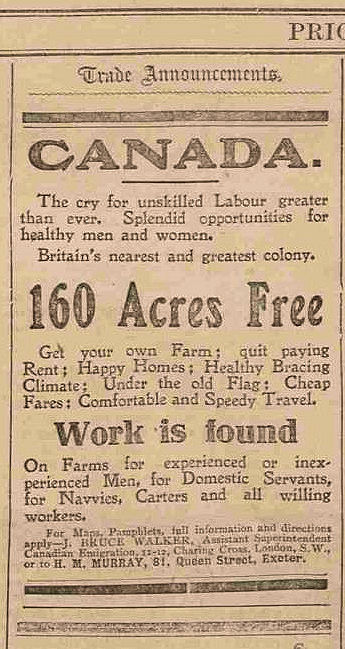 PRIC
Trade Announcements.
CANADA.
The cry for unskilled Labour greater
than ever. Splendid opportunities for
healthy men and women.
Britain's nearest and greatest colony.
160 Acres Free
Get your own Farm; quit paying
Rent; Happy Homes; Healthy Bracing
Climate; Under the old Flag; Cheap
Fares; Comfortable and Speedy Travel.
Work is found
On Farms for experienced or inex-
perienced Men, for Domestic Servants,
for Navvies, Carters and all willing
workers.
For Maps, Pamphlets, full information and directions
apply—J. BRUCE WALKER, Assistant Superintendent
Canadian Emigration, 11-12, Charing Cross, London, S.W.,
or to H. M. MURRAY, 81, Queen Street, Exeter.